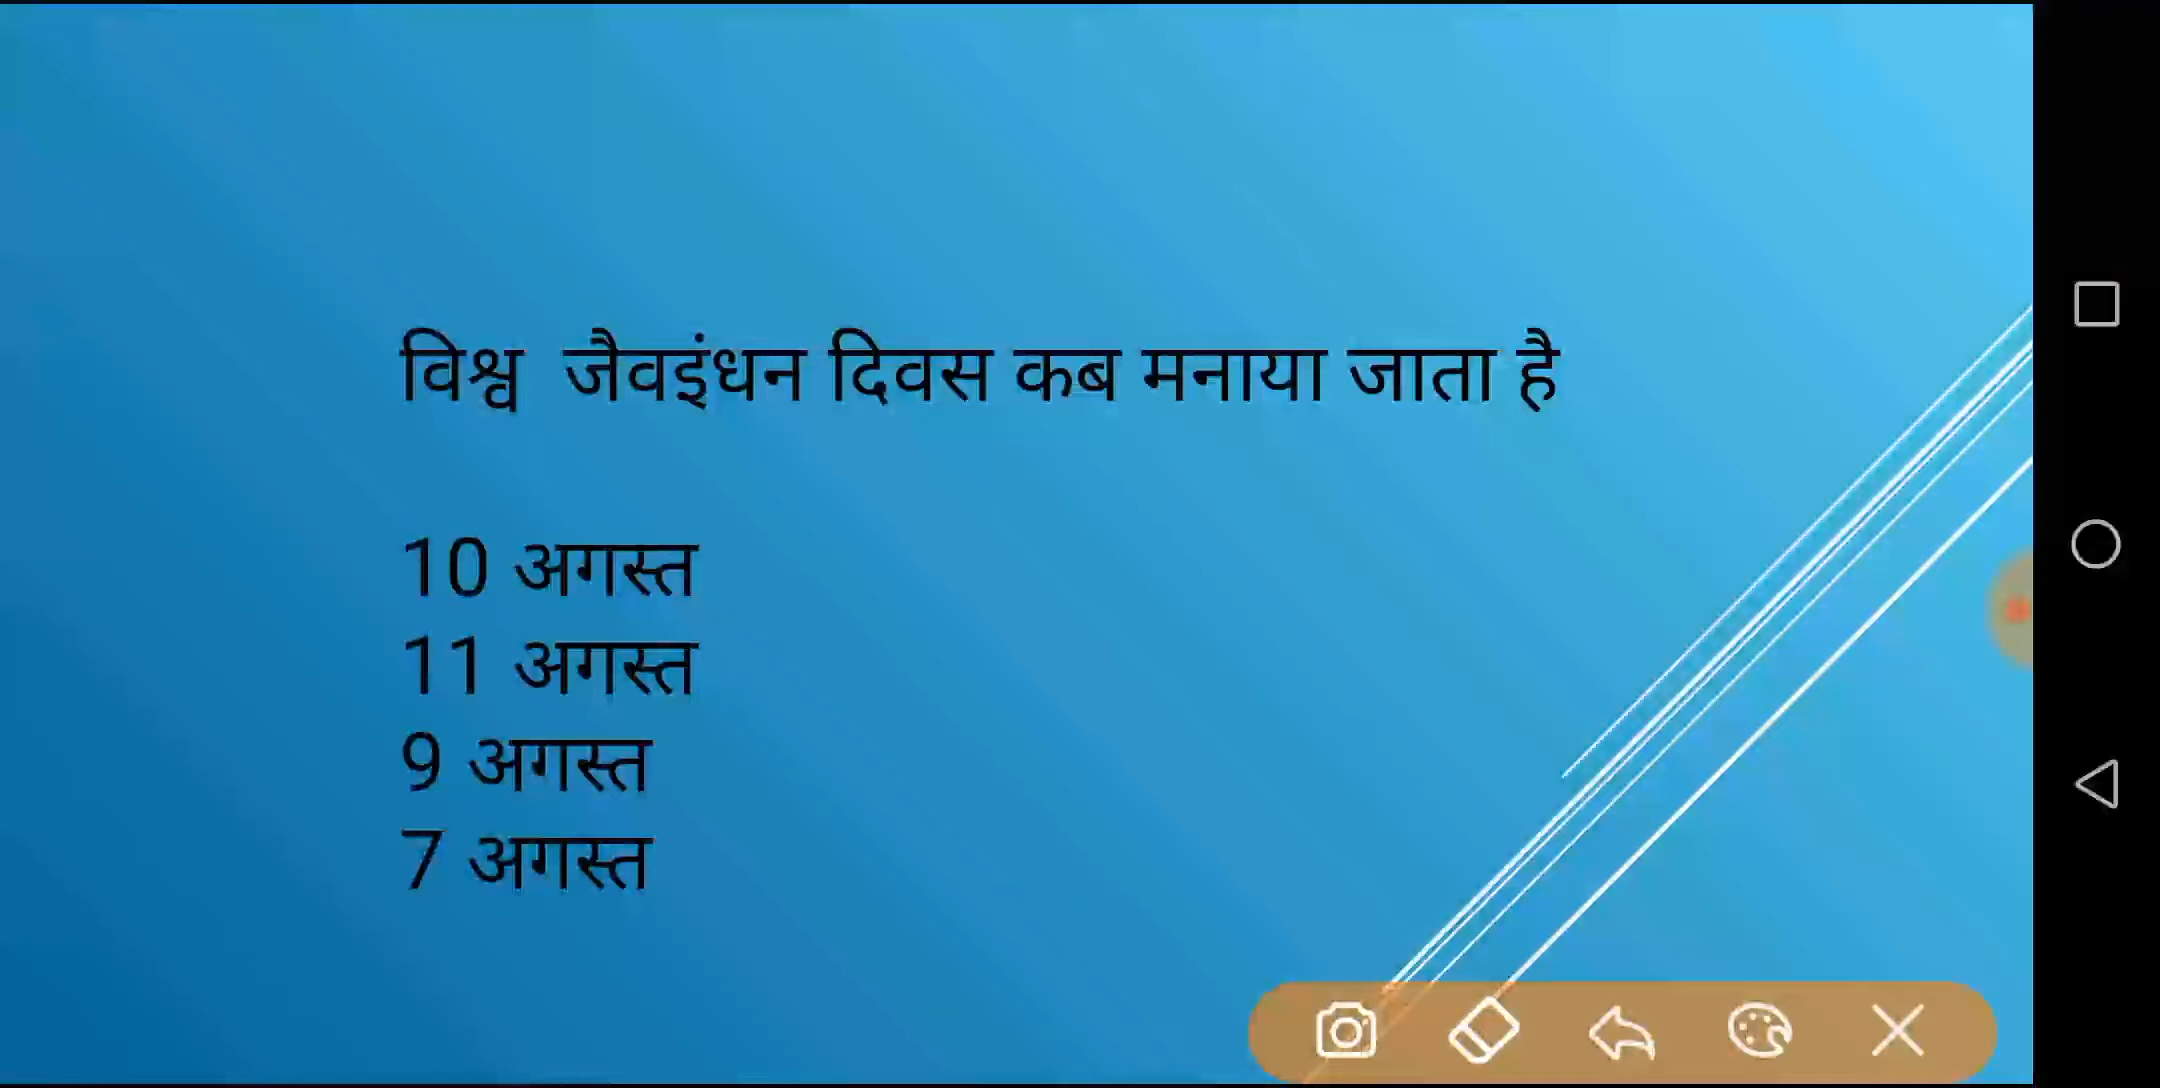 विश्व जैवइंधन दिवस कब मनाया जाता है
10 अगस्त
11 अगस्त
9 अगस्त
7 अगस्त